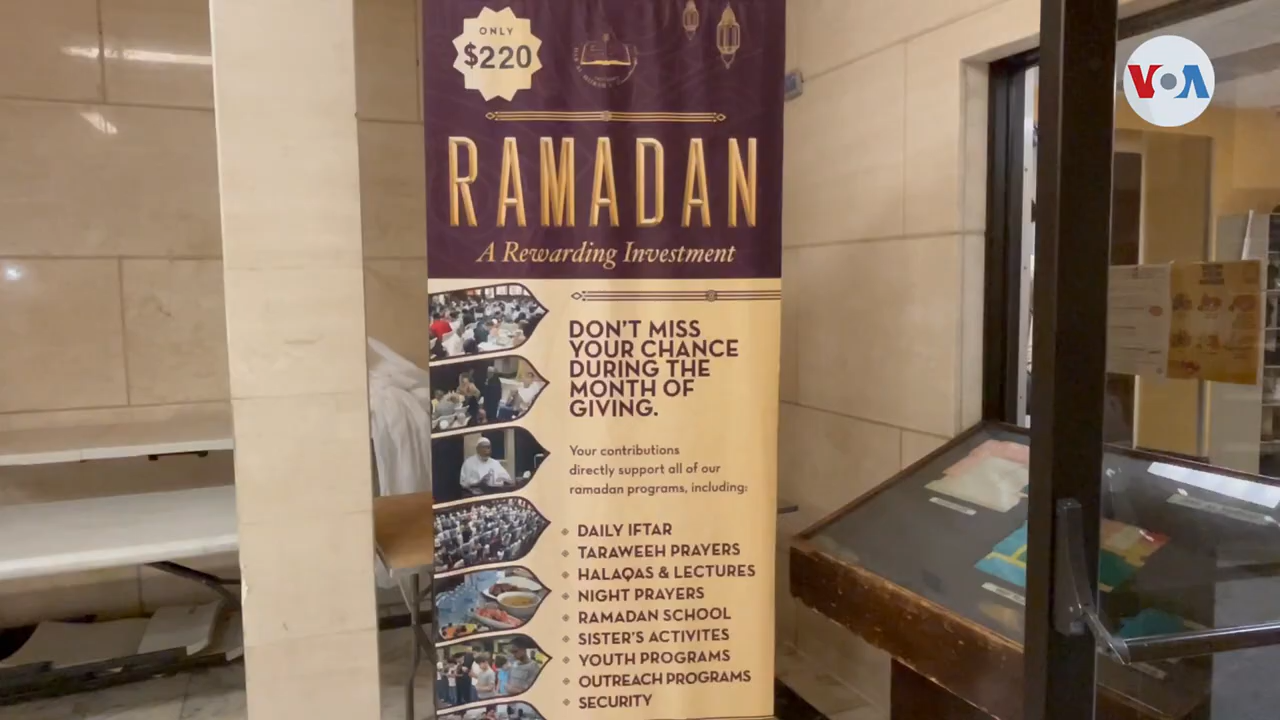 ONLY
$220
VOA
RAMADAN
A Rewarding Investment
DON'T MISS
YOUR CHANCE
DURING THE
MONTH OF
GIVING.
Your contributions
directly support all of our
ramadan programs, including:
DAILY IFTAR
TARAWEEH PRAYERS
HALAQAS & LECTURES
NIGHT PRAYERS
RAMADAN SCHOOL
SISTER'S ACTIVITES
YOUTH PROGRAMS
OUTREACH PROGRAMS
SECURITY